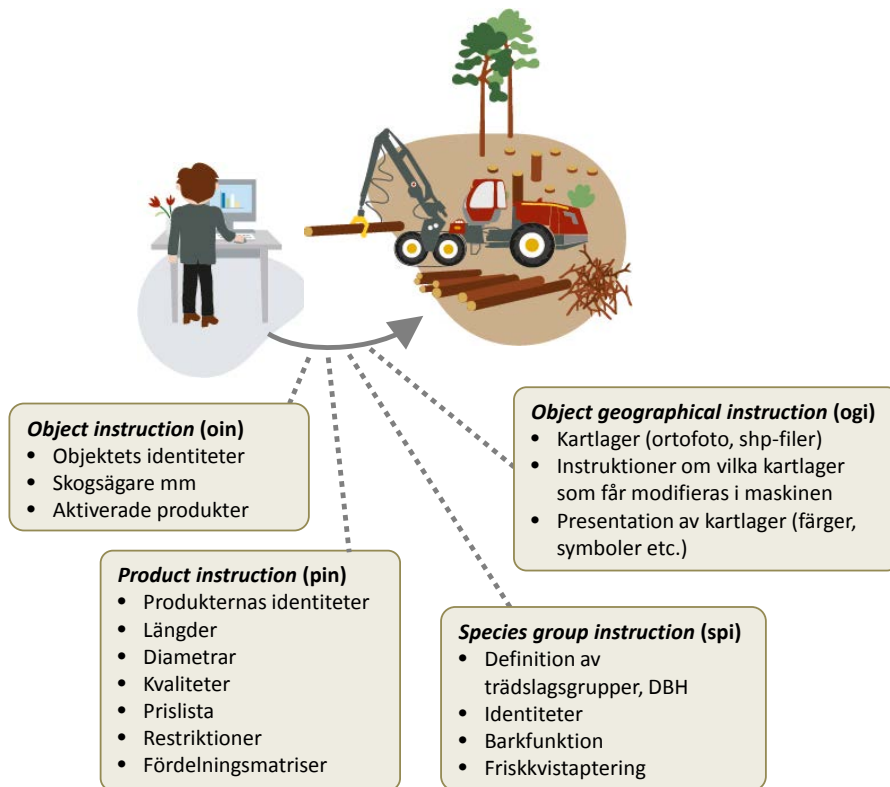 Object instruction (oin)
• Objektets identiteter
• Skogsägare mm
• Aktiverade produkter
Object geographical instruction (ogi)
• Kartlager (ortofoto, shp-filer)
• Instruktioner om vilka kartlager
som får modifieras i maskinen
• Presentation av kartlager (färger,
symboler etc.)
Product instruction (pin)
• Produkternas identiteter
• Längder
• Diametrar
• Kvaliteter
• Prislista
• Restriktioner
• Fördelningsmatriser
Species group instruction (spi)
• Definition av
trädslagsgrupper, DBH
• Identiteter
• Barkfunktion
• Friskkvistaptering